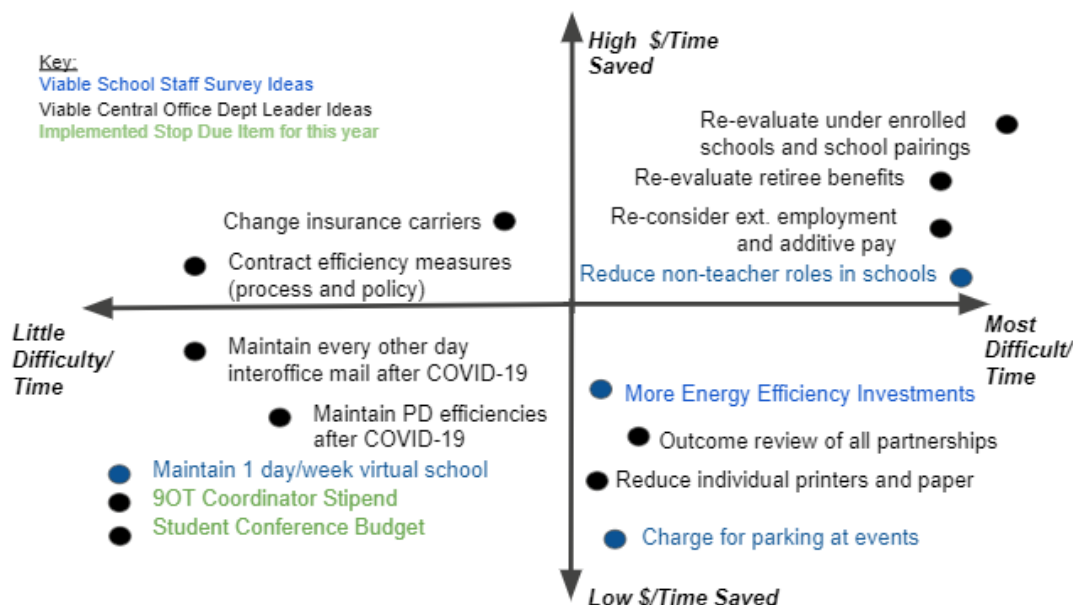 High $/Time
Saved
Key:
Viable School Staff Survey Ideas
Viable Central Office Dept Leader Ideas
Implemented Stop Due Item for this year
Re-evaluate under enrolled
schools and school pairings
Re-evaluate retiree benefits
Change insurance carriers
Re-consider ext. employment
and additive pay
Contract efficiency measures
(process and policy)
Reduce non-teacher roles in schools
Little
Difficulty/
Time
Most
Difficult/
Time
Maintain every other day
interoffice mail after COVID-19
More Energy Efficiency Investments
Maintain PD efficiencies
after COVID-19
Outcome review of all partnerships
Maintain 1 day/week virtual school
Reduce individual printers and paper
9OT Coordinator Stipend
Student Conference Budget
Charge for parking at events
Low $/Time Saved